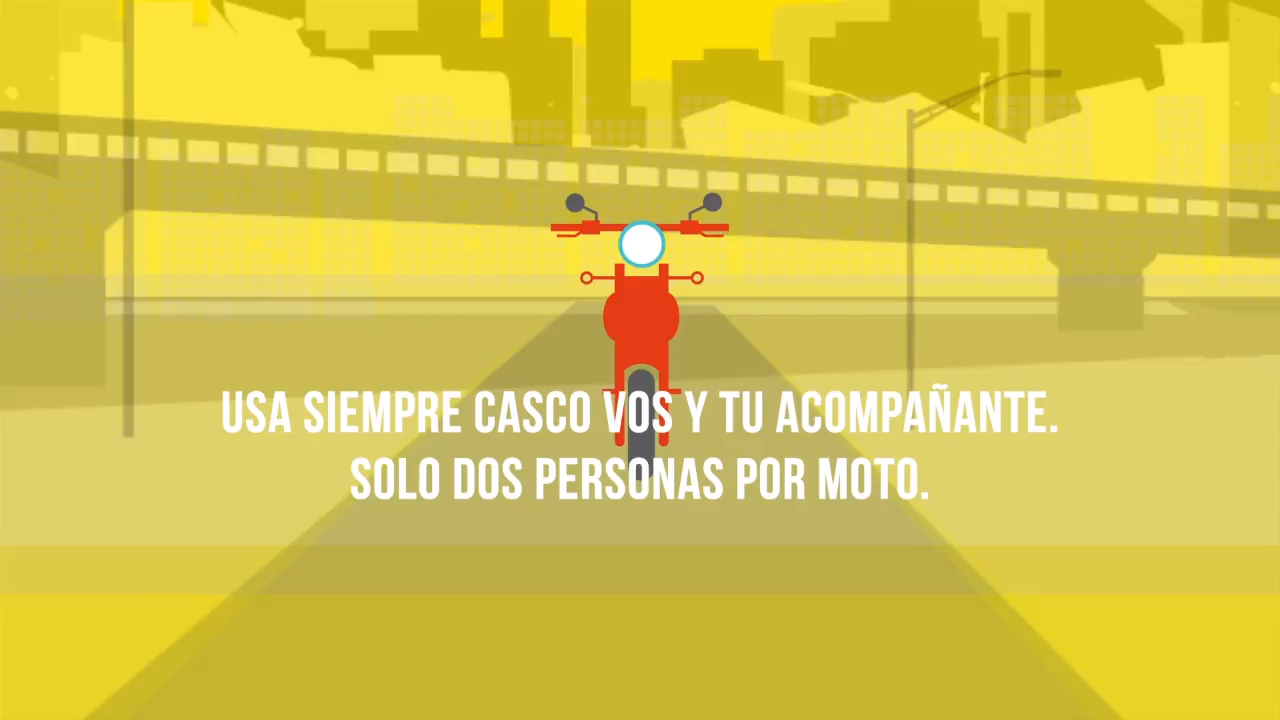 USA SIEMPRE CASCO VOS Y TU ACOMPAÑANTE.
SOLO DOS PERSONAS POR MOTO.